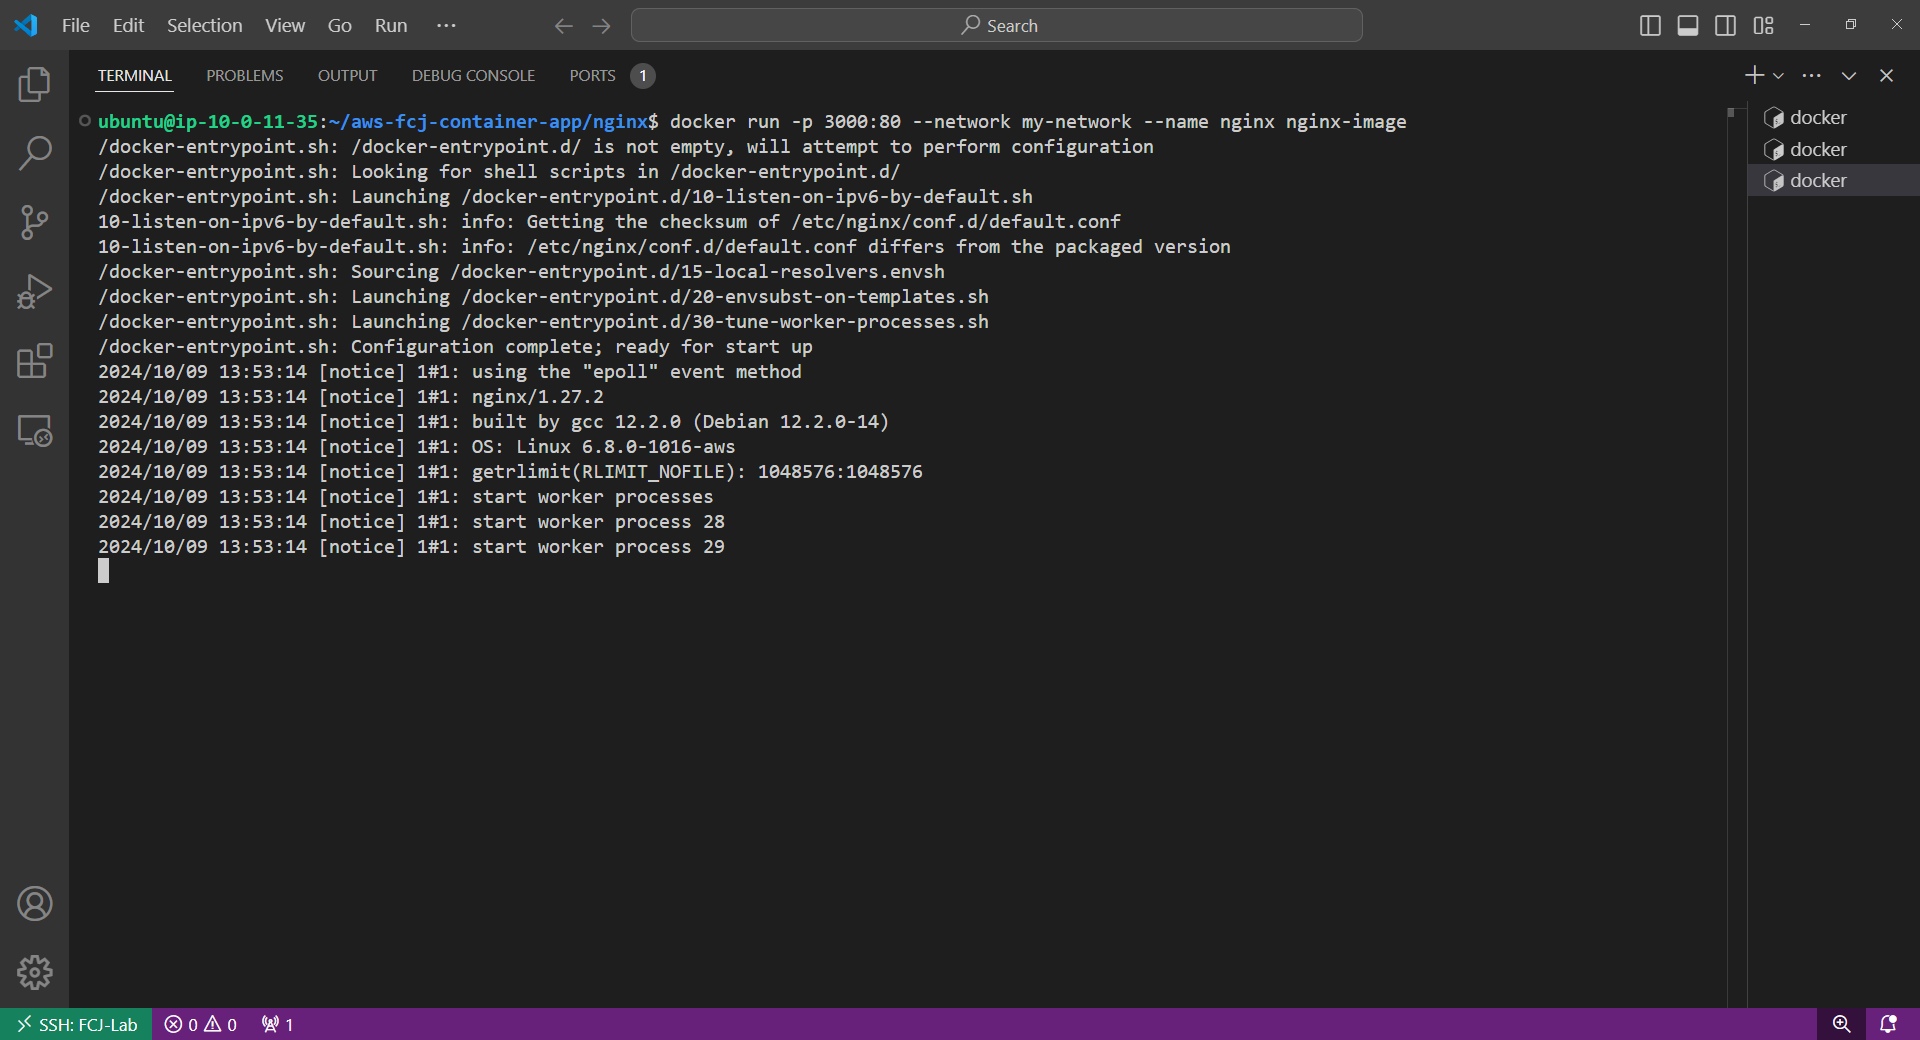 File Edit Selection View Go Run ···
Search
TERMINAL PROBLEMS OUTPUT DEBUG CONSOLE PORTS 1
ubuntu@ip-10-0-11-35:~/aws-fcj-container-app/nginx$ docker run -p 3000:80 --network my-network --name nginx nginx-image
/docker-entrypoint.sh: /docker-entrypoint.d/ is not empty, will attempt to perform configuration
/docker-entrypoint.sh: Looking for shell scripts in /docker-entrypoint.d/
/docker-entrypoint.sh: Launching /docker-entrypoint.d/10-listen-on-ipv6-by-default.sh
10-listen-on-ipv6-by-default.sh: info: Getting the checksum of /etc/nginx/conf.d/default.conf
10-listen-on-ipv6-by-default.sh: info: /etc/nginx/conf.d/default.conf differs from the packaged version
/docker-entrypoint.sh: Sourcing /docker-entrypoint.d/15-local-resolvers.envsh
/docker-entrypoint.sh: Launching /docker-entrypoint.d/20-envsubst-on-templates.sh
/docker-entrypoint.sh: Launching /docker-entrypoint.d/30-tune-worker-processes.sh
/docker-entrypoint.sh: Configuration complete; ready for start up
2024/10/09 13:53:14 [notice] 1#1: using the "epoll" event method
2024/10/09 13:53:14 [notice] 1#1: nginx/1.27.2
2024/10/09 13:53:14 [notice] 1#1: built by gcc 12.2.0 (Debian 12.2.0-14)
2024/10/09 13:53:14 [notice] 1#1: OS: Linux 6.8.0-1016-aws
2024/10/09 13:53:14 [notice] 1#1: getrlimit(RLIMIT_NOFILE): 1048576:1048576
2024/10/09 13:53:14 [notice] 1#1: start worker processes
2024/10/09 13:53:14 [notice] 1#1: start worker process 28
2024/10/09 13:53:14 [notice] 1#1: start worker process 29
docker
docker
docker
SSH: FCJ-Lab 0 0 1